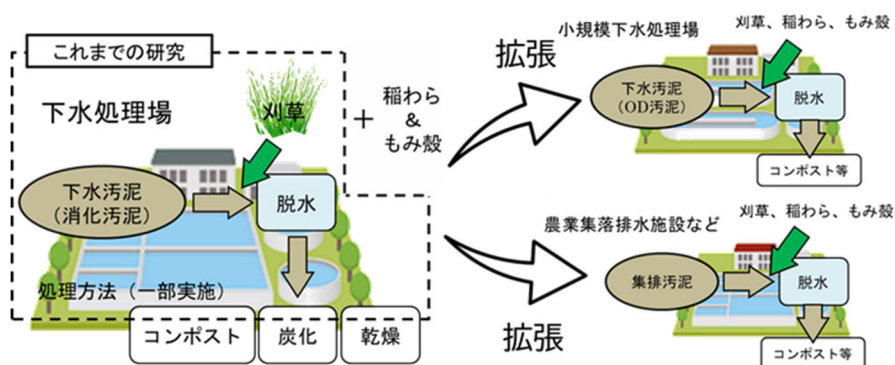 これまでの研究
下水処理場
刈草
＋
稲わら
&
もみ殻
下水汚泥
（消化汚泥）
脱水
処理方法（一部実施）
コンポスト
炭化
乾燥
拡張
小規模下水処理場
刈草、稲わら、もみ殻
下水汚泥
（OD汚泥）
脱水
コンポスト等
拡張
農業集落排水施設など
刈草、稲わら、もみ殻
集排汚泥
脱水
コンポスト等